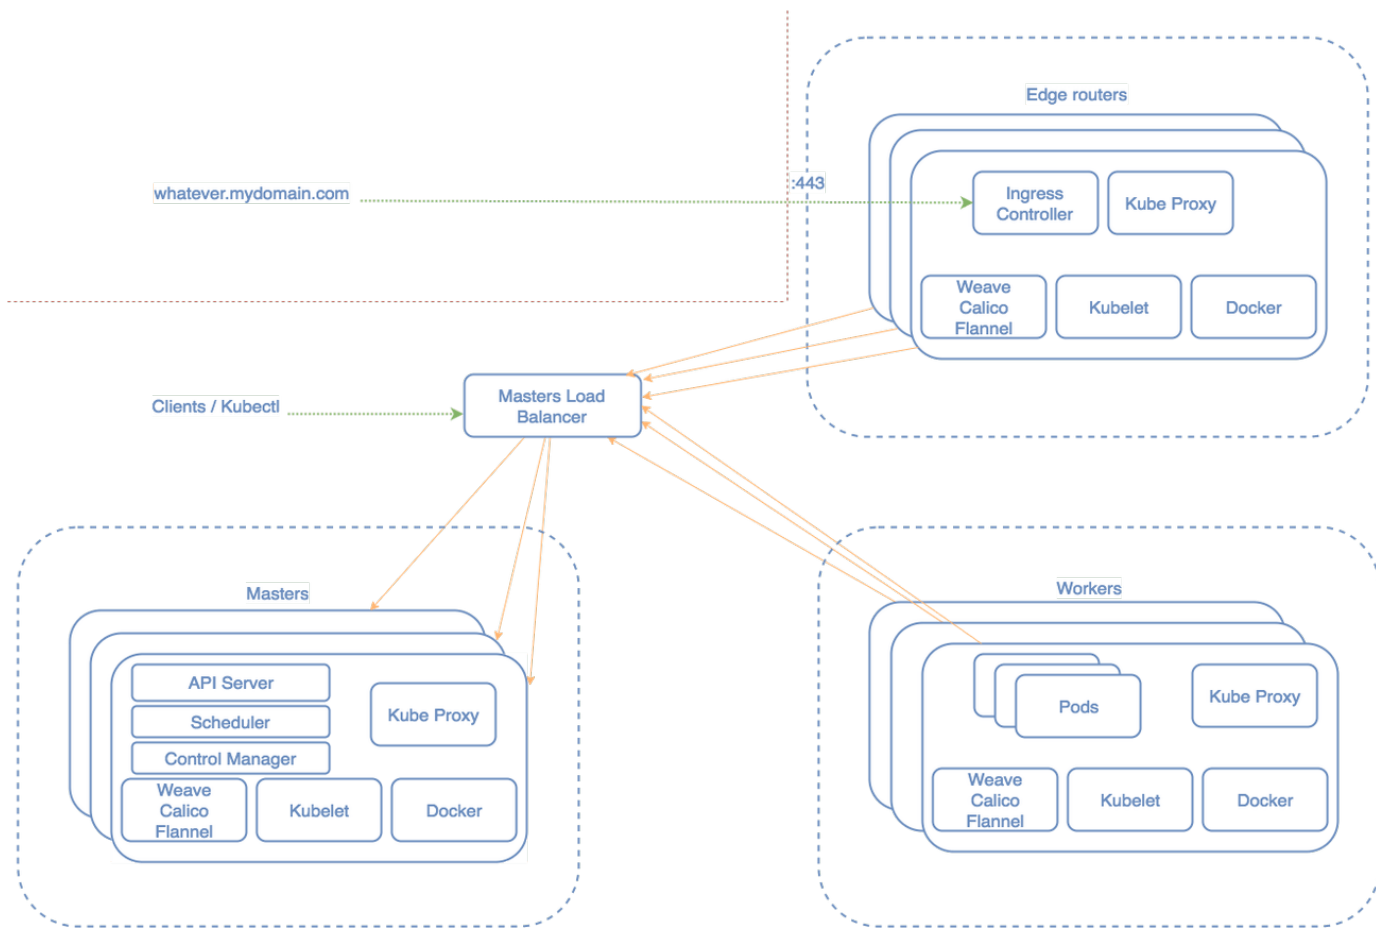 Edge routers
whatever.mydomain.com
:443
Ingress
Controller
Kube Proxy
Weave
Calico
Flannel
Kubelet
Docker
Clients / Kubectl
Masters Load
Balancer
Masters
API Server
Scheduler
Control Manager
Kube Proxy
Weave
Calico
Flannel
Kubelet
Docker
Workers
Pods
Kube Proxy
Weave
Calico
Flannel
Kubelet
Docker